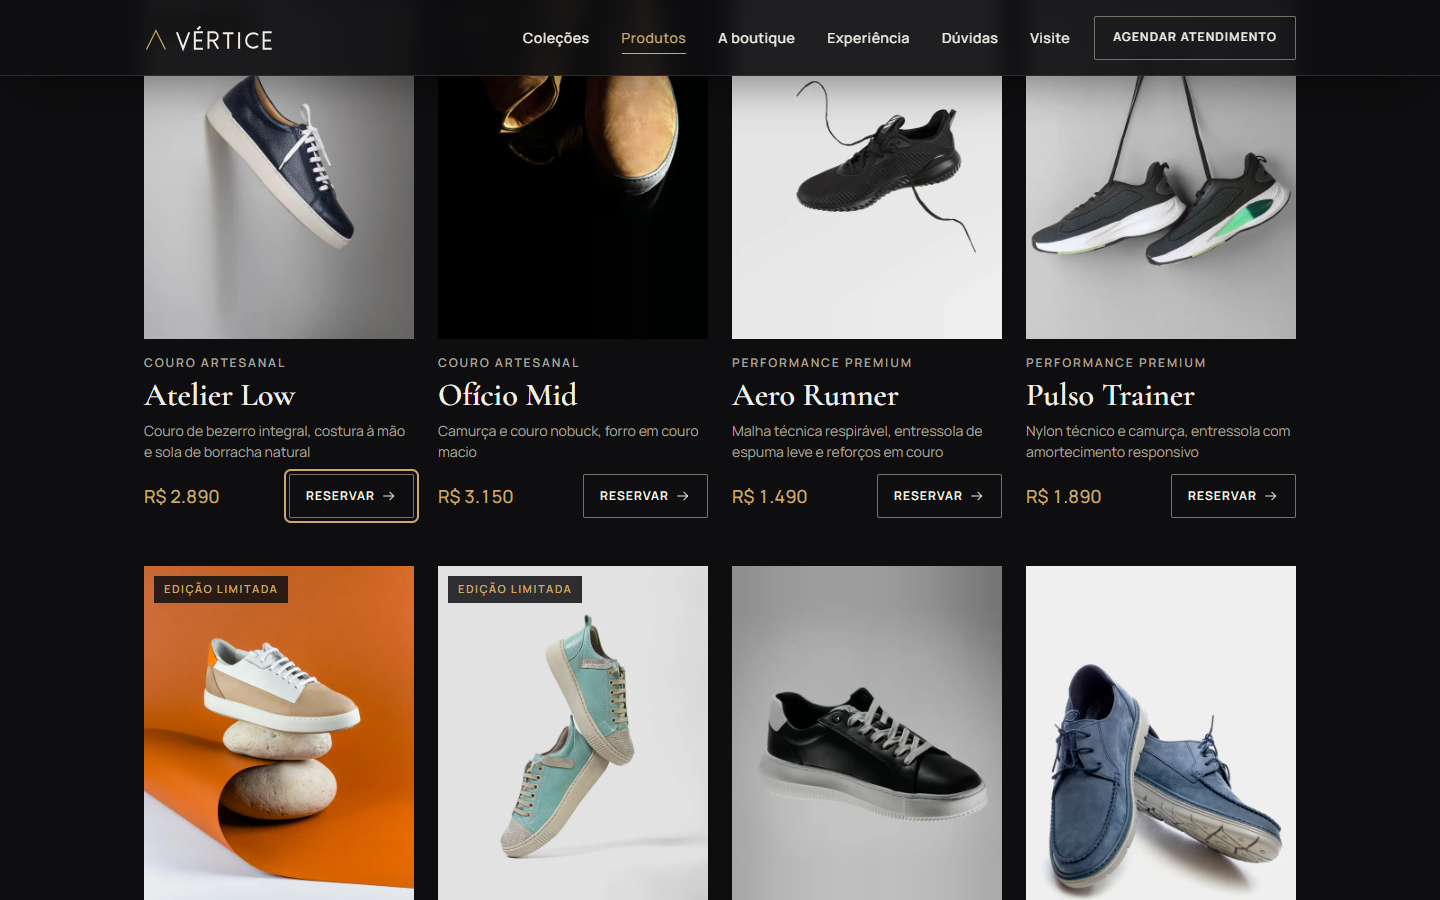 VÉRTICE
Coleções
Produtos
A boutique
Experiência
Dúvidas
Visite
AGENDAR ATENDIMENTO
COURO ARTESANAL
Atelier Low
Couro de bezerro integral, costura à mão
e sola de borracha natural
R$ 2.890
RESERVAR →
COURO ARTESANAL
Ofício Mid
Camurça e couro nobuck, forro em couro
macio
R$ 3.150
RESERVAR →
PERFORMANCE PREMIUM
Aero Runner
Malha técnica respirável, entressola de
espuma leve e reforços em couro
R$ 1.490
RESERVAR →
PERFORMANCE PREMIUM
Pulso Trainer
Nylon técnico e camurça, entressola com
amortecimento responsivo
R$ 1.890
RESERVAR →
EDIÇÃO LIMITADA
EDIÇÃO LIMITADA